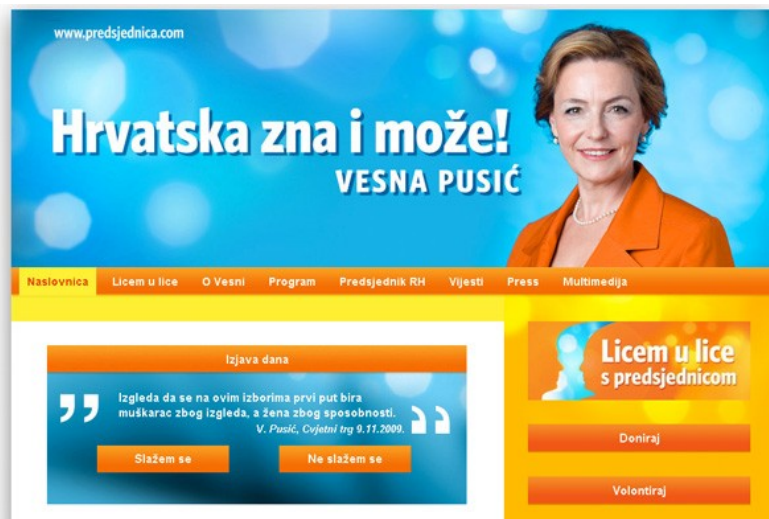 www.predsjednica.com
Hrvatska zna i može!
VESNA PUSIĆ
Naslovnica Licem u lice O Vesni Program Predsjednik RH Vijesti Press Multimedija
Izjava dana
Izgleda da se na ovim izborima prvi put bira
muškarac zbog izgleda, a žena zbog sposobnosti.
V. Pusić, Cvjetni trg 9.11.2009.
Slažem se Ne slažem se
Licem u lice
s predsjednicom
Doniraj
Volontiraj